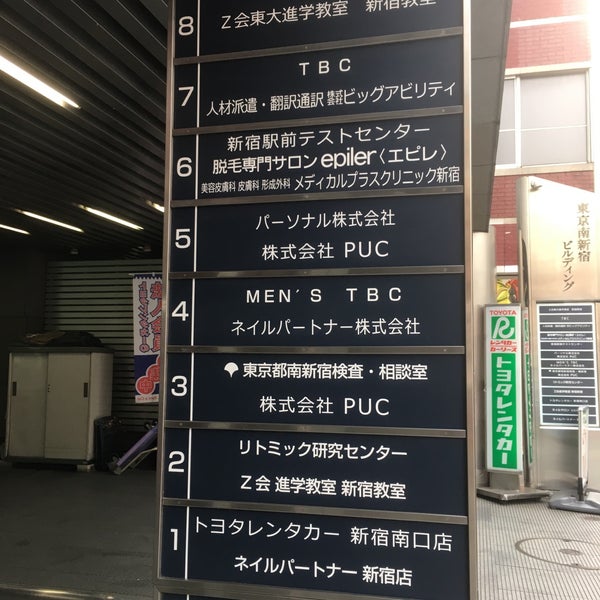 8
Z会東大進学教室 新宿教室
7
TBC
人材派遣・翻訳通訳 株式会社 ビッグアビリティ
6
新宿駅前テストセンター
脱毛専門サロン epiler〈エピレ〉
美容皮膚科 皮膚科 形成外科 メディカルプラスクリニック新宿
5
パーソナル株式会社
株式会社 PUC
4
MEN'S TBC
ネイルパートナー株式会社
3
東京都南新宿検査・相談室
株式会社 PUC
2
リトミック研究センター
Z会 進学教室 新宿教室
1
トヨタレンタカー 新宿南口店
ネイルパートナー 新宿店
東京南新宿
ビルディング
TOYOTA
R
レンタカー
カーリース
トヨタレンタカー